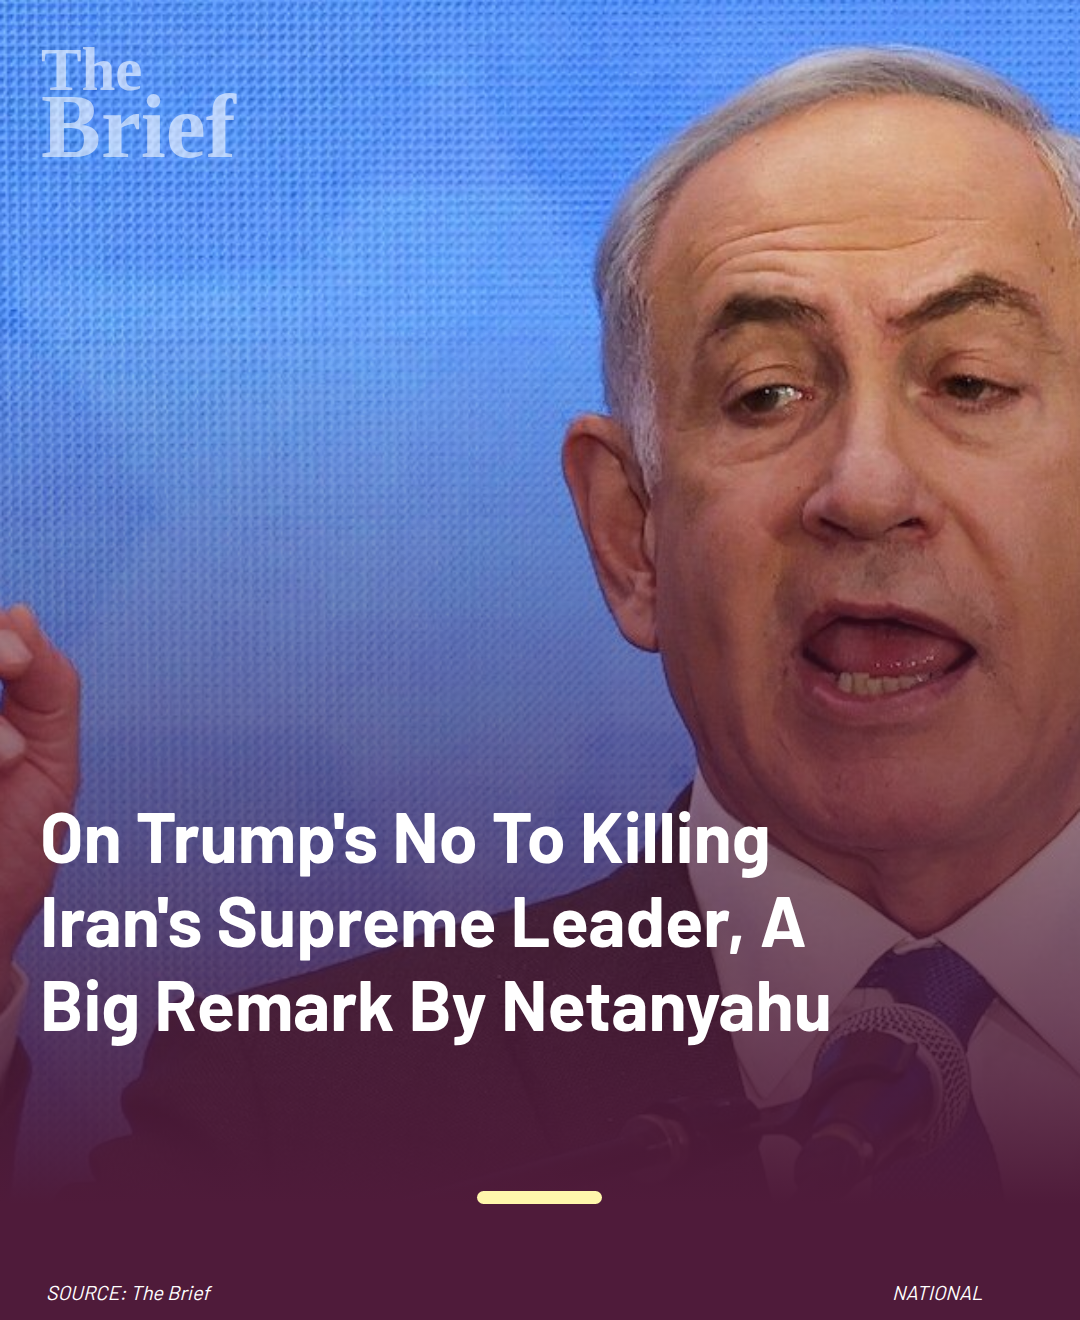 The
Brief
On Trump's No To Killing
Iran's Supreme Leader, A
Big Remark By Netanyahu
SOURCE: The Brief
NATIONAL